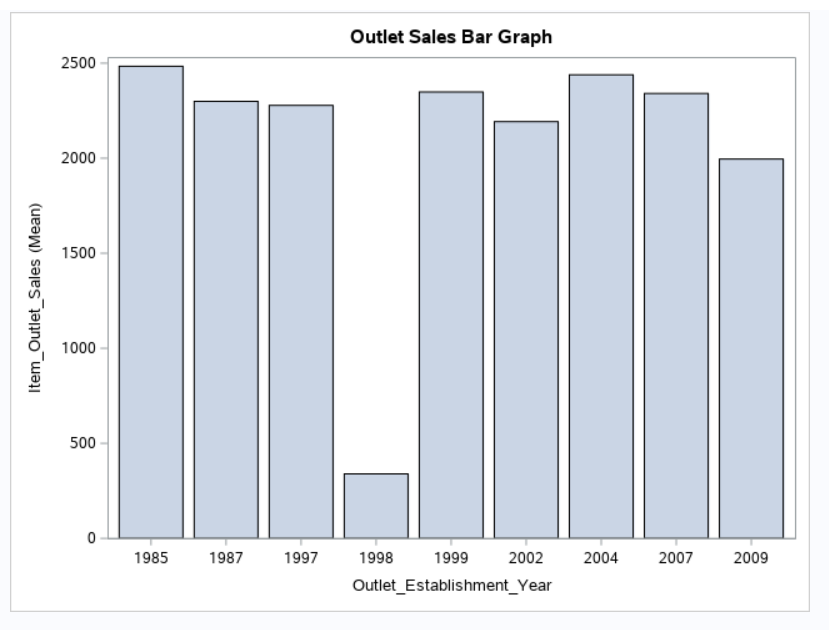 Outlet Sales Bar Graph
2500
2000
1500
1000
500
0
Item_Outlet_Sales (Mean)
1985 1987 1997 1998 1999 2002 2004 2007 2009
Outlet_Establishment_Year